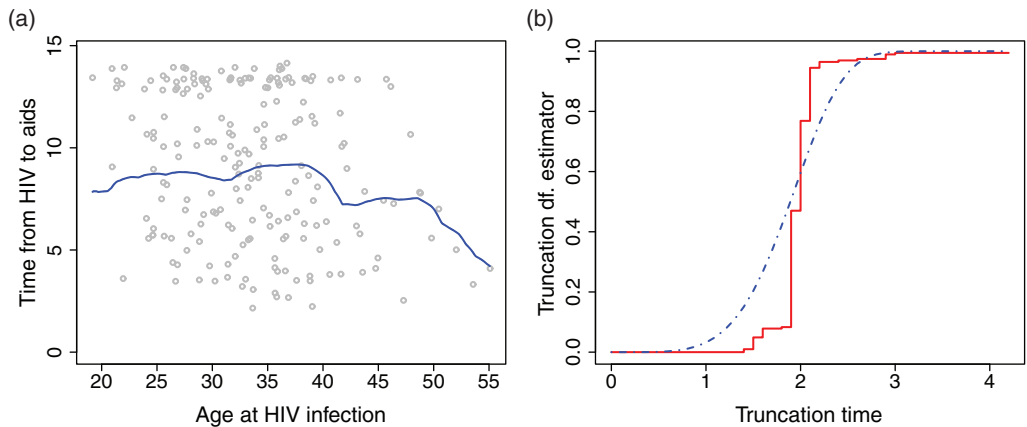 (a)
Time from HIV to aids
0 5 10 15
20 25 30 35 40 45 50 55
Age at HIV infection
(b)
Truncation df. estimator
0.0 0.2 0.4 0.6 0.8 1.0
0 1 2 3 4
Truncation time